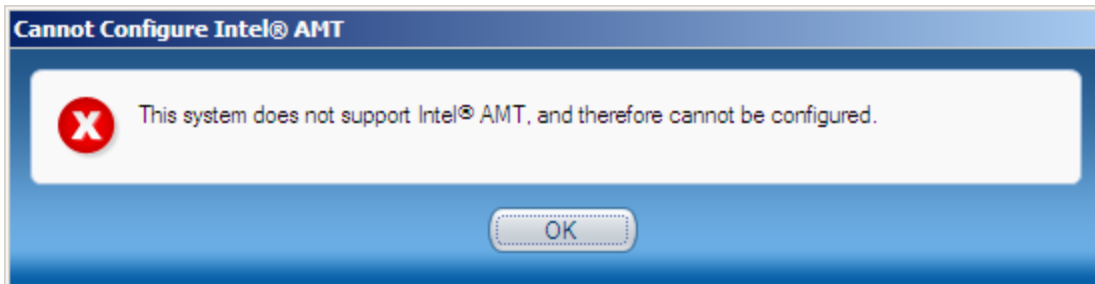 Cannot Configure Intel® AMT
This system does not support Intel® AMT, and therefore cannot be configured.
OK